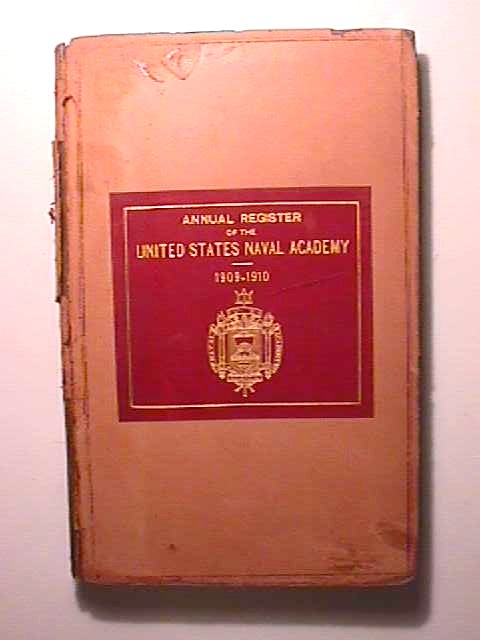 ANNUAL REGISTER
OF THE
UNITED STATES NAVAL ACADEMY
1909-1910